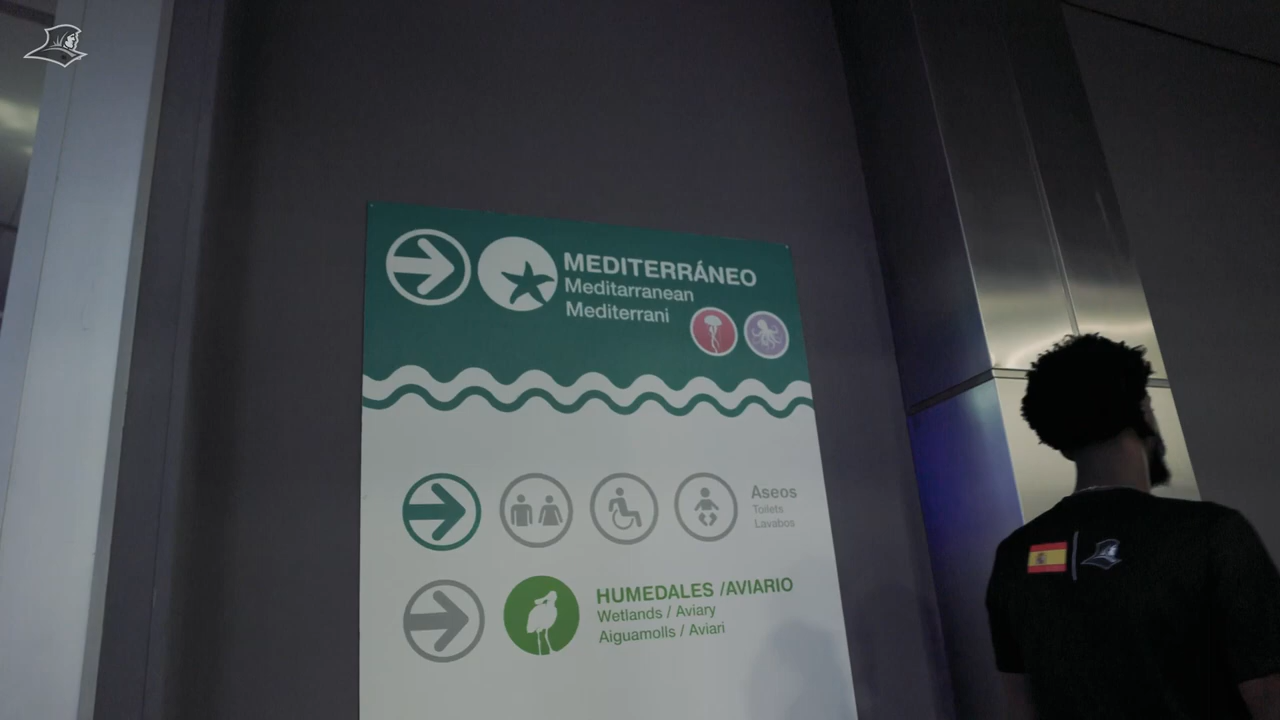 MEDITERRÁNEO
Meditarranean
Mediterrani
Aseos
Toilets
Lavabos
HUMEDALES /AVIARIO
Wetlands / Aviary
Aiguamolls / Aviari